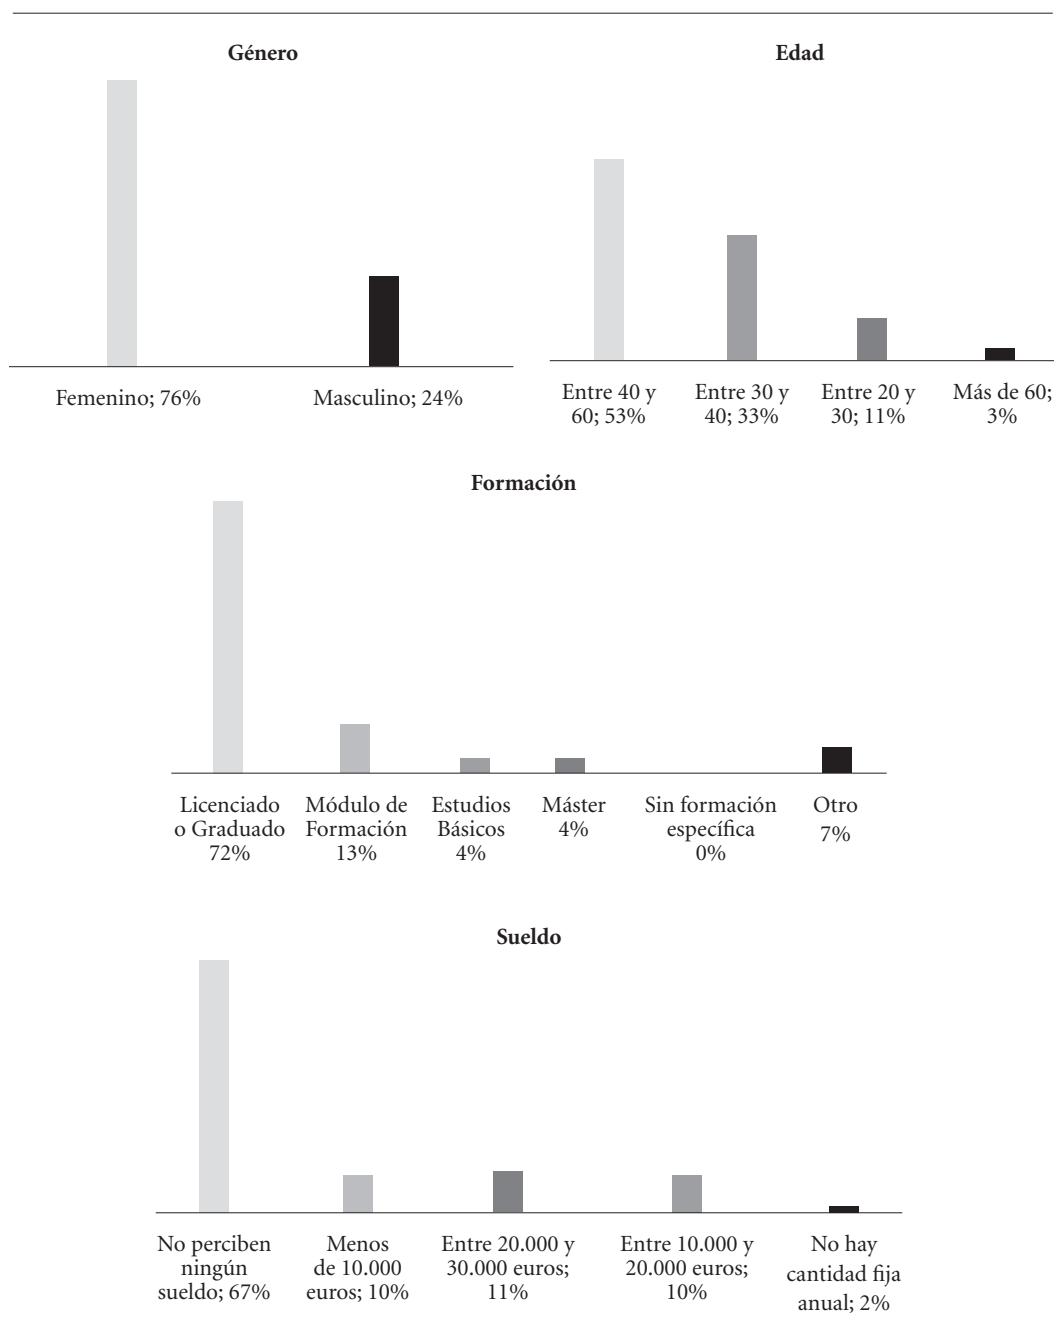 Género
Femenino; 76%
Masculino; 24%
Edad
Entre 40 y
60; 53%
Entre 30 y
40; 33%
Entre 20 y
30; 11%
Más de 60;
3%
Formación
Licenciado
o Graduado
72%
Módulo de
Formación
13%
Estudios
Básicos
4%
Máster
4%
Sin formación
específica
0%
Otro
7%
Sueldo
No perciben
ningún
sueldo; 67%
Menos
de 10.000
euros; 10%
Entre 20.000 y
30.000 euros;
11%
Entre 10.000 y
20.000 euros;
10%
No hay
cantidad fija
anual; 2%